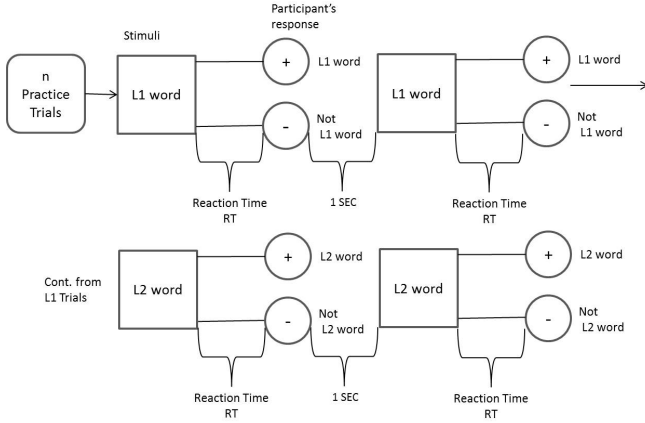 Participant's
response
Stimuli
n
Practice
Trials
L1 word
+
L1 word
-
Not
L1 word
L1 word
+
L1 word
-
Not
L1 word
Reaction Time
RT
1 SEC
Reaction Time
RT
Cont. from
L1 Trials
L2 word
+
L2 word
-
Not
L2 word
L2 word
+
L2 word
-
Not
L2 word
Reaction Time
RT
1 SEC
Reaction Time
RT